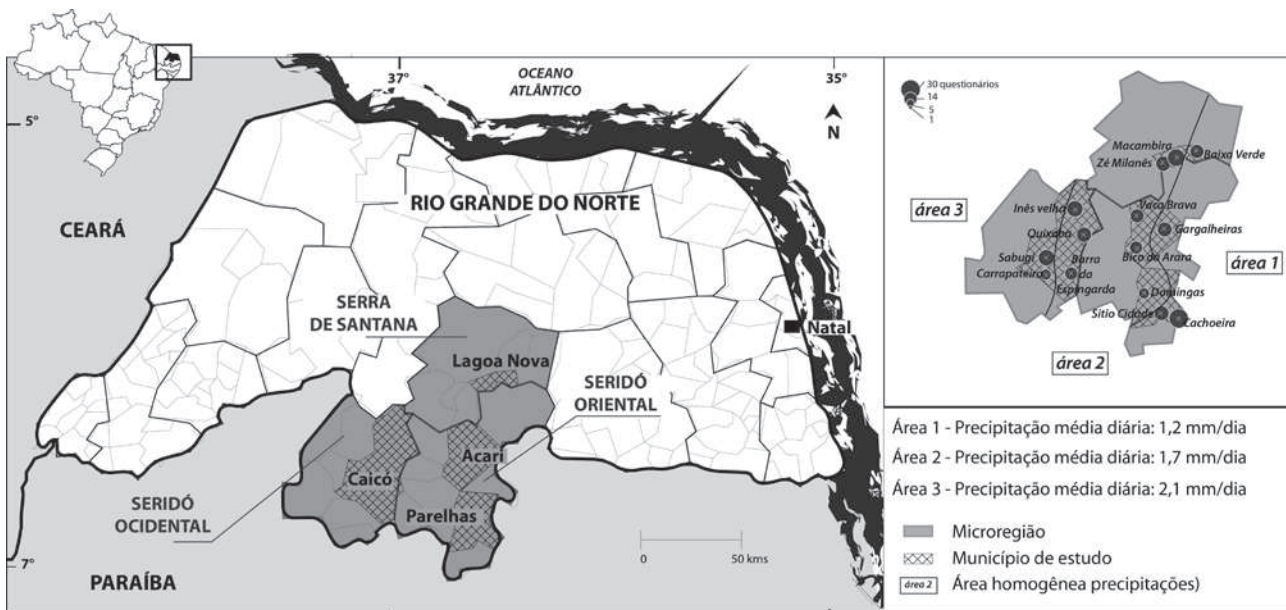 37°
35°
OCEANO
ATLÂNTICO
5°
N
RIO GRANDE DO NORTE
CEARÁ
SERRA
DE SANTANA
Natal
Lagoa Nova
SERIDÓ
ORIENTAL
Acari
Caicó
SERIDÓ
OCIDENTAL
Parelhas
0
50 kms
7°
PARAÍBA
30 questionários
14
5
1
Macambira
Zé Milanês
Baixa Verde
área 3
Inês velha
Vaca Brava
Quixaba
Gargalheiras
Sabugi
Barra
Bico da Arara
área 1
Carrapateira
da
Espingarda
Domingas
Sitio Cidade
Cachoeira
área 2
Área 1 - Precipitação média diária: 1,2 mm/dia
Área 2 - Precipitação média diária: 1,7 mm/dia
Área 3 - Precipitação média diária: 2,1 mm/dia
Microregião
Município de estudo
área 2 Área homogênea precipitações)